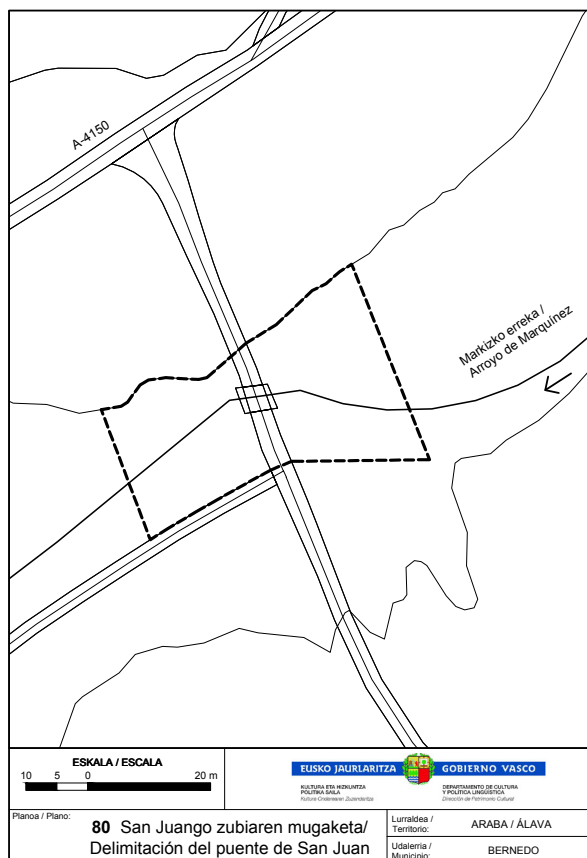 A-4150
Markizko erreka /
Arroyo de Marquínez
ESKALA / ESCALA
10 5 0 20 m
EUSKO JAURLARITZA GOBIERNO VASCO
KULTURA ETA HIZKUNTZA
POLITIKA SAILA
Kultura Ondarearen Zuzendaritza
DEPARTAMENTO DE CULTURA
Y POLÍTICA LINGÜÍSTICA
Dirección de Patrimonio Cultural
Planoa / Plano:
80 San Juango zubiaren mugaketa/
Delimitación del puente de San Juan
Lurraldea /
Territorio:
ARABA / ÁLAVA
Udalerria /
Municipio:
BERNEDO